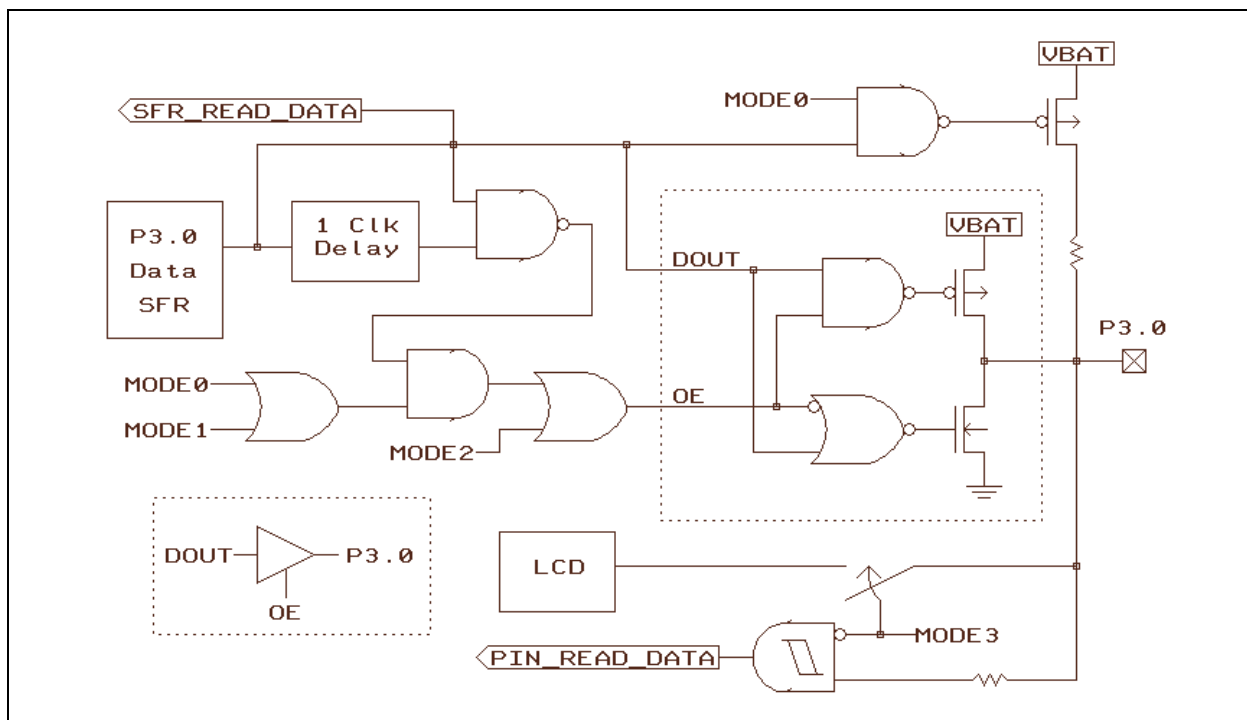 VBAT
SFR_READ_DATA
MODE0
P3.0
Data
SFR
1 Clk
Delay
VBAT
DOUT
P3.0
MODE0
MODE1
MODE2
OE
DOUT
P3.0
OE
LCD
MODE3
PIN_READ_DATA